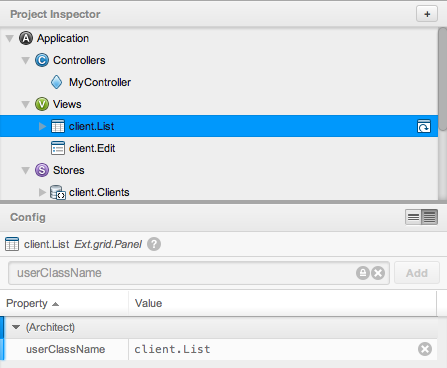 Project Inspector
+
A Application
C Controllers
MyController
V Views
client.List
client.Edit
S Stores
client.Clients
Config
client.List Ext.grid.Panel ?
userClassName Add
Property Value
(Architect)
userClassName client.List